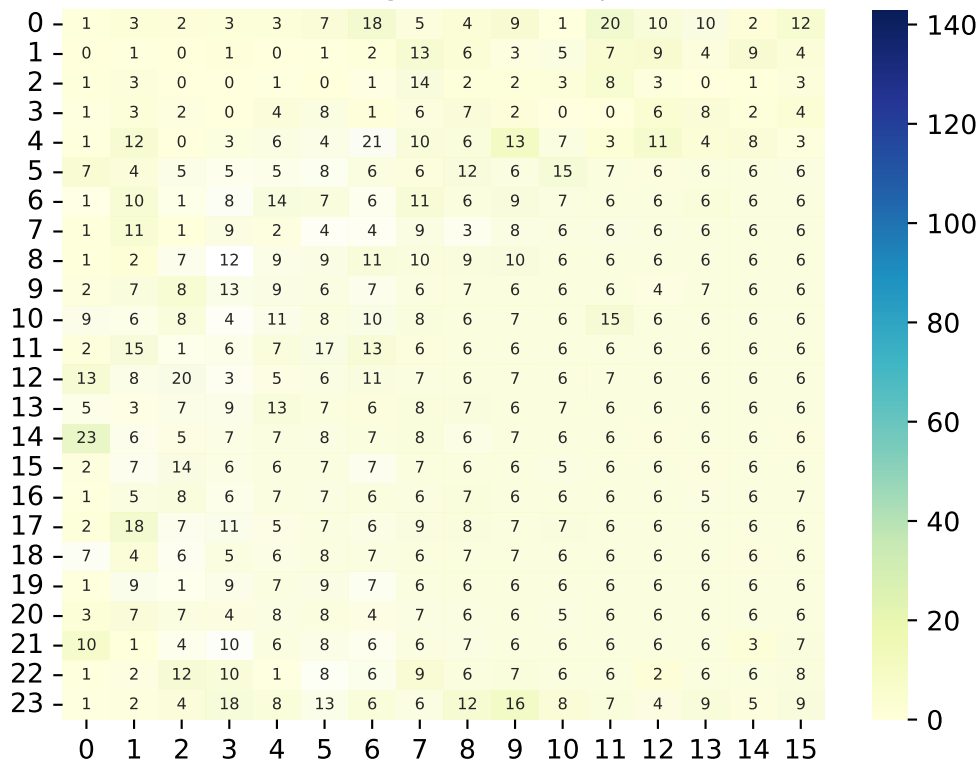 0 1 3 2 3 3 7 18 5 4 9 1 20 10 10 2 12
1 0 1 0 1 0 1 2 13 6 3 5 7 9 4 9 4
2 1 3 0 0 1 0 1 14 2 2 3 8 3 0 1 3
3 1 3 2 0 4 8 1 6 7 2 0 0 6 8 2 4
4 1 12 0 3 6 4 21 10 6 13 7 3 11 4 8 3
5 7 4 5 5 5 8 6 6 12 6 15 7 6 6 6 6
6 1 10 1 8 14 7 6 11 6 9 7 6 6 6 6 6
7 1 11 1 9 2 4 4 9 3 8 6 6 6 6 6 6
8 1 2 7 12 9 9 11 10 9 10 6 6 6 6 6 6
9 2 7 8 13 9 6 7 6 7 6 6 6 4 7 6 6
10 9 6 8 4 11 8 10 8 6 7 6 15 6 6 6 6
11 2 15 1 6 7 17 13 6 6 6 6 6 6 6 6 6
12 13 8 20 3 5 6 11 7 6 7 6 7 6 6 6 6
13 5 3 7 9 13 7 6 8 7 6 7 6 6 6 6 6
14 23 6 5 7 7 8 7 8 6 7 6 6 6 6 6 6
15 2 7 14 6 6 7 7 7 6 6 5 6 6 6 6 6
16 1 5 8 6 7 7 6 6 7 6 6 6 6 5 6 7
17 2 18 7 11 5 7 6 9 8 7 7 6 6 6 6 6
18 7 4 6 5 6 8 7 6 7 7 6 6 6 6 6 6
19 1 9 1 9 7 9 7 6 6 6 6 6 6 6 6 6
20 3 7 7 4 8 8 4 7 6 6 5 6 6 6 6 6
21 10 1 4 10 6 8 6 6 7 6 6 6 6 6 3 7
22 1 2 12 10 1 8 6 9 6 7 6 6 2 6 6 8
23 1 2 4 18 8 13 6 6 12 16 8 7 4 9 5 9
0 1 2 3 4 5 6 7 8 9 10 11 12 13 14 15
140
120
100
80
60
40
20
0